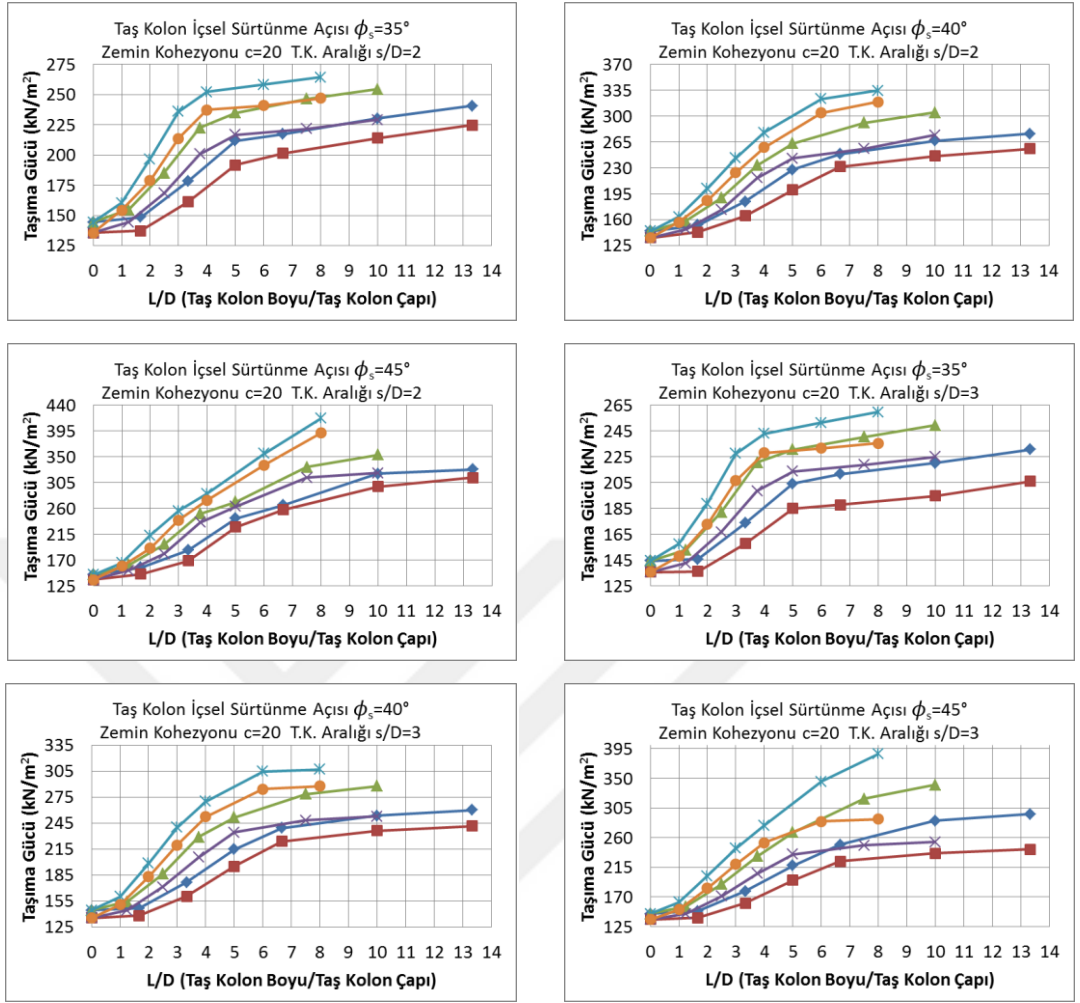 Taş Kolon İçsel Sürtünme Açısı ϕs=35°
Zemin Kohezyonu c=20 T.K. Aralığı s/D=2
Taşıma Gücü (kN/m²)
275
250
225
200
175
150
125
0 1 2 3 4 5 6 7 8 9 10 11 12 13 14
L/D (Taş Kolon Boyu/Taş Kolon Çapı)
Taş Kolon İçsel Sürtünme Açısı ϕs=40°
Zemin Kohezyonu c=20 T.K. Aralığı s/D=2
Taşıma Gücü (kN/m²)
370
335
300
265
230
195
160
125
0 1 2 3 4 5 6 7 8 9 10 11 12 13 14
L/D (Taş Kolon Boyu/Taş Kolon Çapı)
Taş Kolon İçsel Sürtünme Açısı ϕs=45°
Zemin Kohezyonu c=20 T.K. Aralığı s/D=2
Taşıma Gücü (kN/m²)
440
395
350
305
260
215
170
125
0 1 2 3 4 5 6 7 8 9 10 11 12 13 14
L/D (Taş Kolon Boyu/Taş Kolon Çapı)
Taş Kolon İçsel Sürtünme Açısı ϕs=35°
Zemin Kohezyonu c=20 T.K. Aralığı s/D=3
Taşıma Gücü (kN/m²)
265
245
225
205
185
165
145
125
0 1 2 3 4 5 6 7 8 9 10 11 12 13 14
L/D (Taş Kolon Boyu/Taş Kolon Çapı)
Taş Kolon İçsel Sürtünme Açısı ϕs=40°
Zemin Kohezyonu c=20 T.K. Aralığı s/D=3
Taşıma Gücü (kN/m²)
335
305
275
245
215
185
155
125
0 1 2 3 4 5 6 7 8 9 10 11 12 13 14
L/D (Taş Kolon Boyu/Taş Kolon Çapı)
Taş Kolon İçsel Sürtünme Açısı ϕs=45°
Zemin Kohezyonu c=20 T.K. Aralığı s/D=3
Taşıma Gücü (kN/m²)
395
350
305
260
215
170
125
0 1 2 3 4 5 6 7 8 9 10 11 12 13 14
L/D (Taş Kolon Boyu/Taş Kolon Çapı)